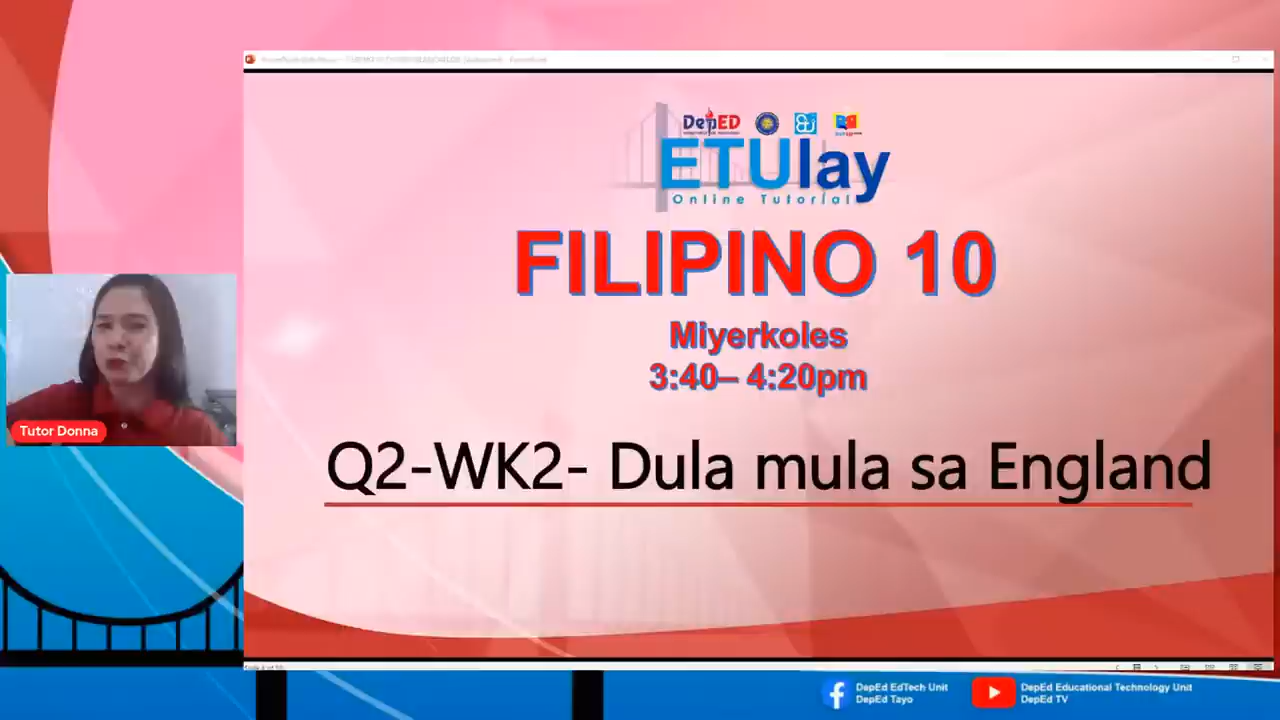 DepED
ETUlay
Online Tutorial
FILIPINO 10
Miyerkoles
3:40– 4:20pm
Q2-WK2- Dula mula sa England
Tutor Donna
DepEd EdTech Unit
DepEd Tayo
DepEd Educational Technology Unit
DepEd TV